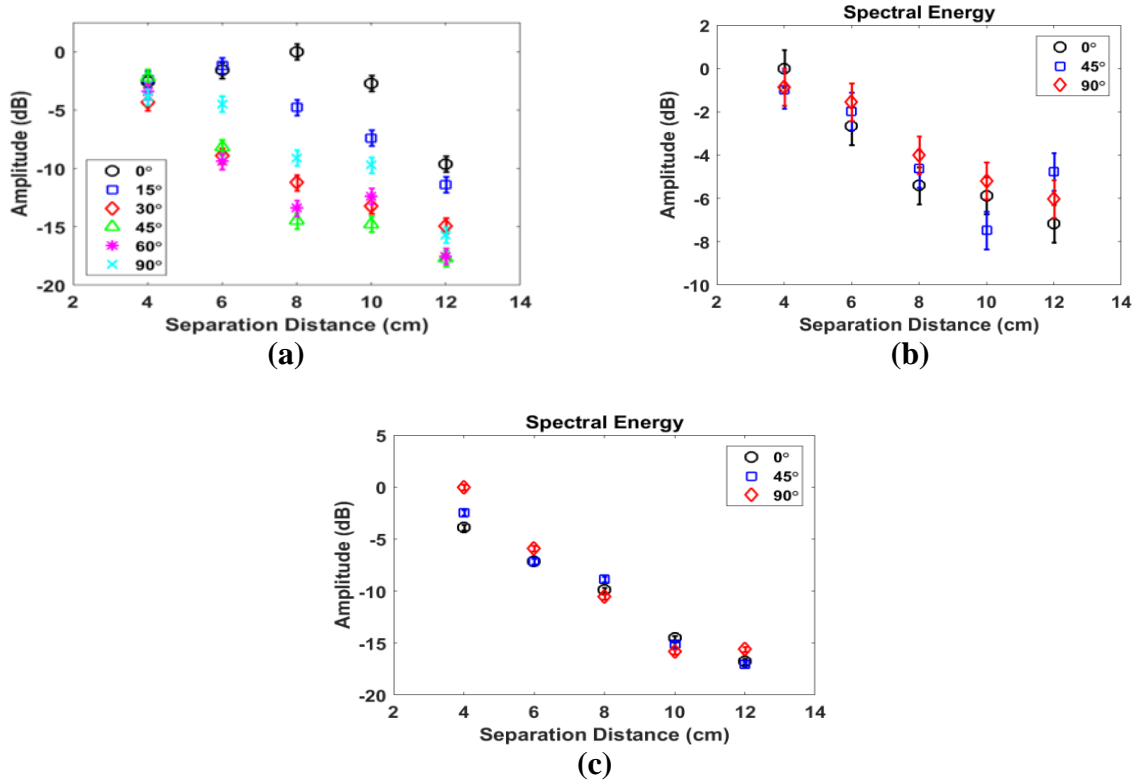 0
-5
-10
-15
-20
Amplitude (dB)
0°
15°
30°
45°
60°
90°
2 4 6 8 10 12 14
Separation Distance (cm)
(a)
Spectral Energy
2
0
-2
-4
-6
-8
-10
Amplitude (dB)
0°
45°
90°
2 4 6 8 10 12 14
Separation Distance (cm)
(b)
Spectral Energy
5
0
-5
-10
-15
-20
Amplitude (dB)
0°
45°
90°
2 4 6 8 10 12 14
Separation Distance (cm)
(c)